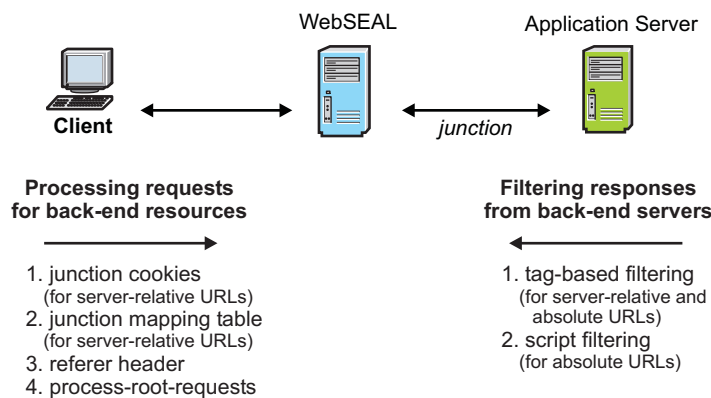 WebSEAL
Application Server
Client
junction
Processing requests
for back-end resources
1. junction cookies
(for server-relative URLs)
2. junction mapping table
(for server-relative URLs)
3. referer header
4. process-root-requests
Filtering responses
from back-end servers
1. tag-based filtering
(for server-relative and
absolute URLs)
2. script filtering
(for absolute URLs)